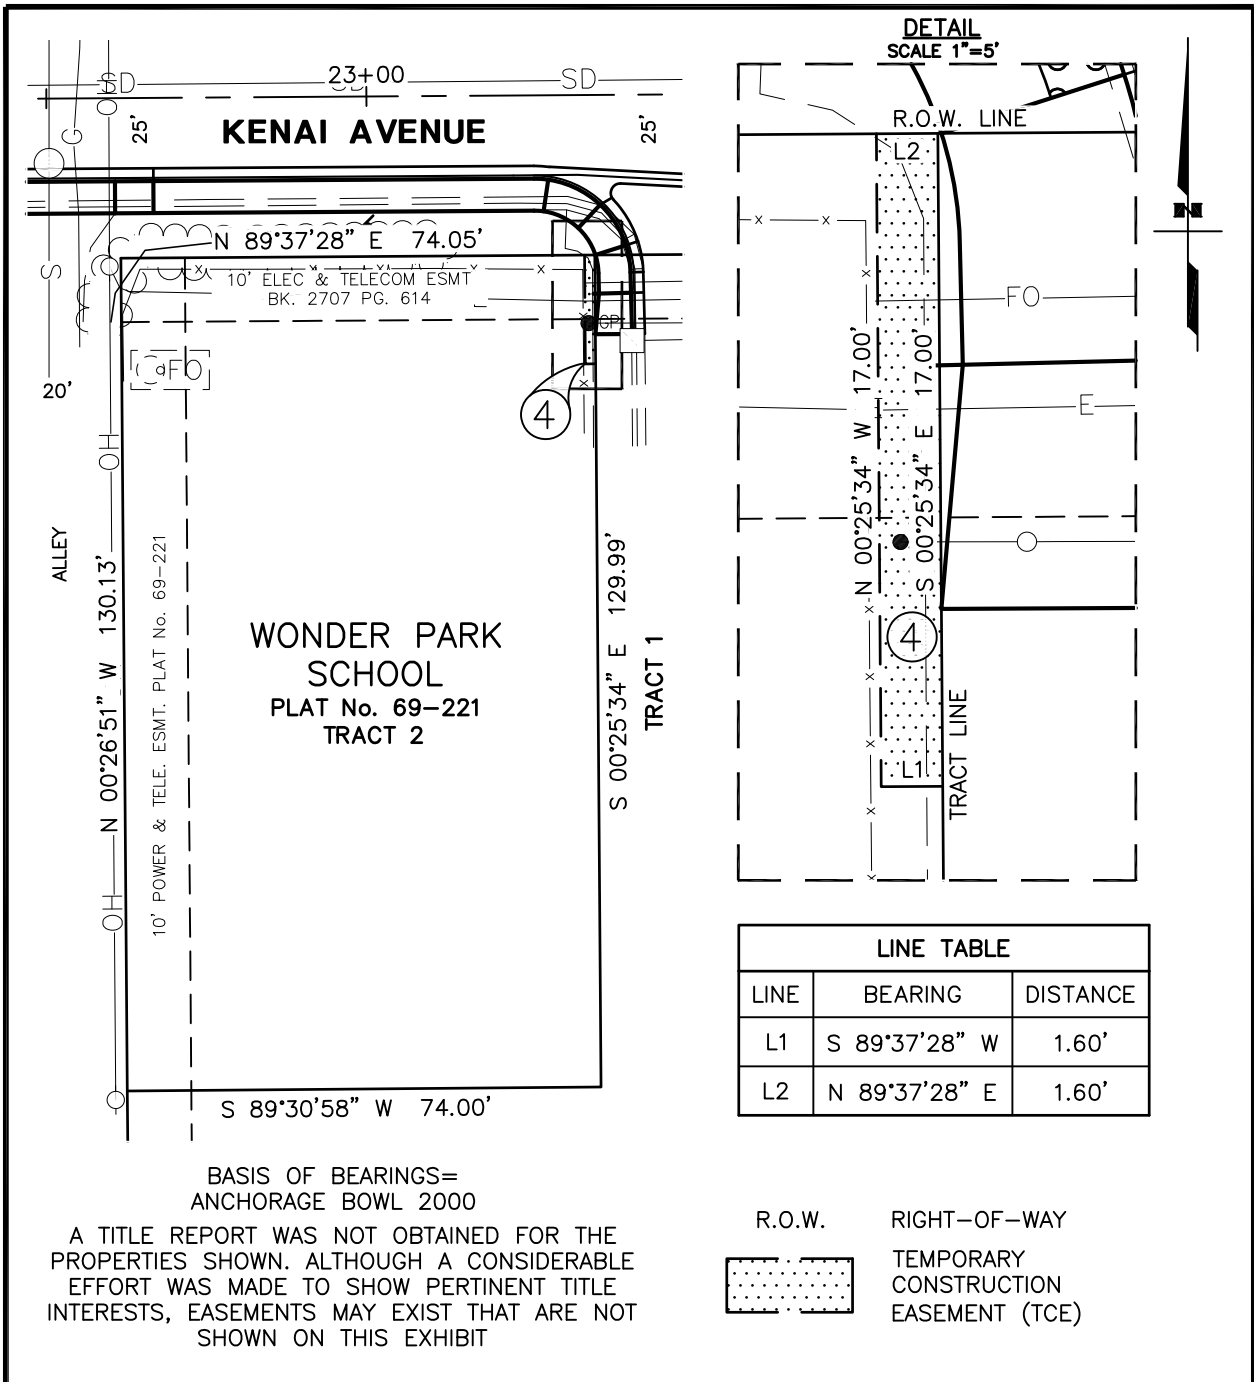 DETAIL
SCALE 1"=5'
SD
23+00
SD
25'
KENAI AVENUE
25'
G
OH
N 89°37'28" E 74.05'
10' ELEC & TELECOM ESMT
BK. 2707 PG. 614
GP
S
FO
20'
4
OH
ALLEY
N 00°26'51" W 130.13'
10' POWER & TELE. ESMT. PLAT No. 69-221
WONDER PARK
SCHOOL
PLAT No. 69-221
TRACT 2
S 00°25'34" E 129.99'
TRACT 1
OH
S 89°30'58" W 74.00'
R.O.W. LINE
L2
x
x
x
FO
N 00°25'34" W 17.00'
S 00°25'34" E 17.00'
E
4
L1
TRACT LINE
LINE TABLE
LINE BEARING DISTANCE
L1 S 89°37'28" W 1.60'
L2 N 89°37'28" E 1.60'
BASIS OF BEARINGS=
ANCHORAGE BOWL 2000
A TITLE REPORT WAS NOT OBTAINED FOR THE
PROPERTIES SHOWN. ALTHOUGH A CONSIDERABLE
EFFORT WAS MADE TO SHOW PERTINENT TITLE
INTERESTS, EASEMENTS MAY EXIST THAT ARE NOT
SHOWN ON THIS EXHIBIT
R.O.W. RIGHT-OF-WAY
TEMPORARY
CONSTRUCTION
EASEMENT (TCE)